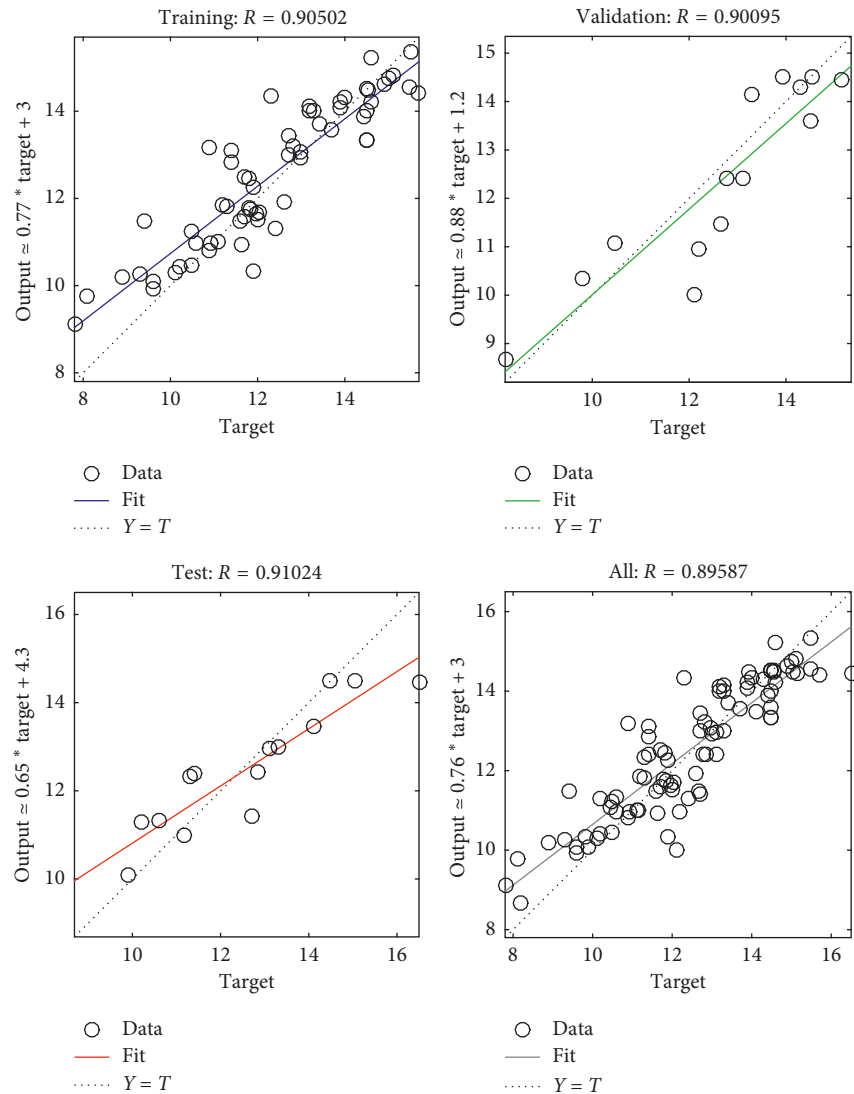 Training: R = 0.90502
Output ≃ 0.77 * target + 3
14
12
10
8
8
10
12
14
Target
Data
Fit
Y = T
Validation: R = 0.90095
Output ≃ 0.88 * target + 1.2
15
14
13
12
11
10
9
10
12
14
Target
Data
Fit
Y = T
Test: R = 0.91024
Output ≃ 0.65 * target + 4.3
16
14
12
10
10
12
14
16
Target
Data
Fit
Y = T
All: R = 0.89587
Output ≃ 0.76 * target + 3
16
14
12
10
8
8
10
12
14
16
Target
Data
Fit
Y = T